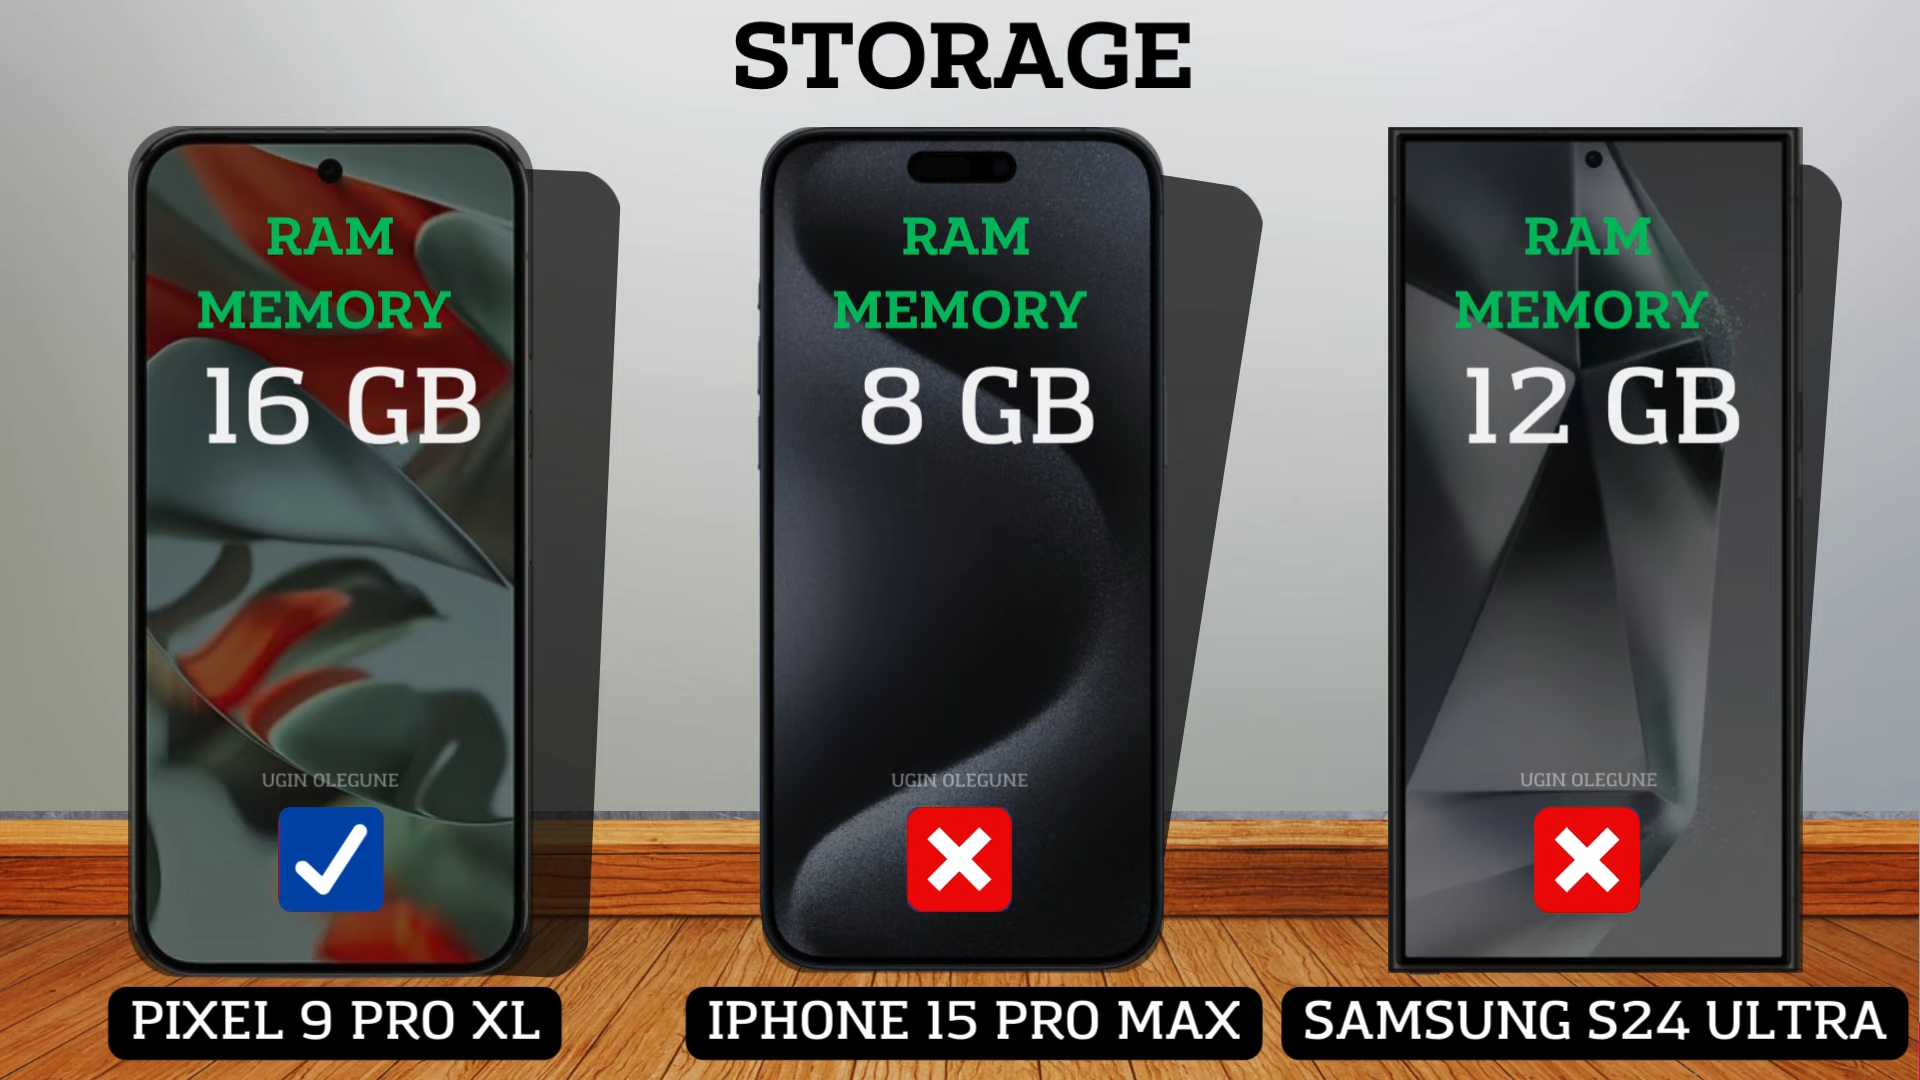 STORAGE
RAM
MEMORY
16 GB
UGIN OLEGUNE
PIXEL 9 PRO XL
RAM
MEMORY
8 GB
UGIN OLEGUNE
IPHONE 15 PRO MAX
RAM
MEMORY
12 GB
UGIN OLEGUNE
SAMSUNG S24 ULTRA